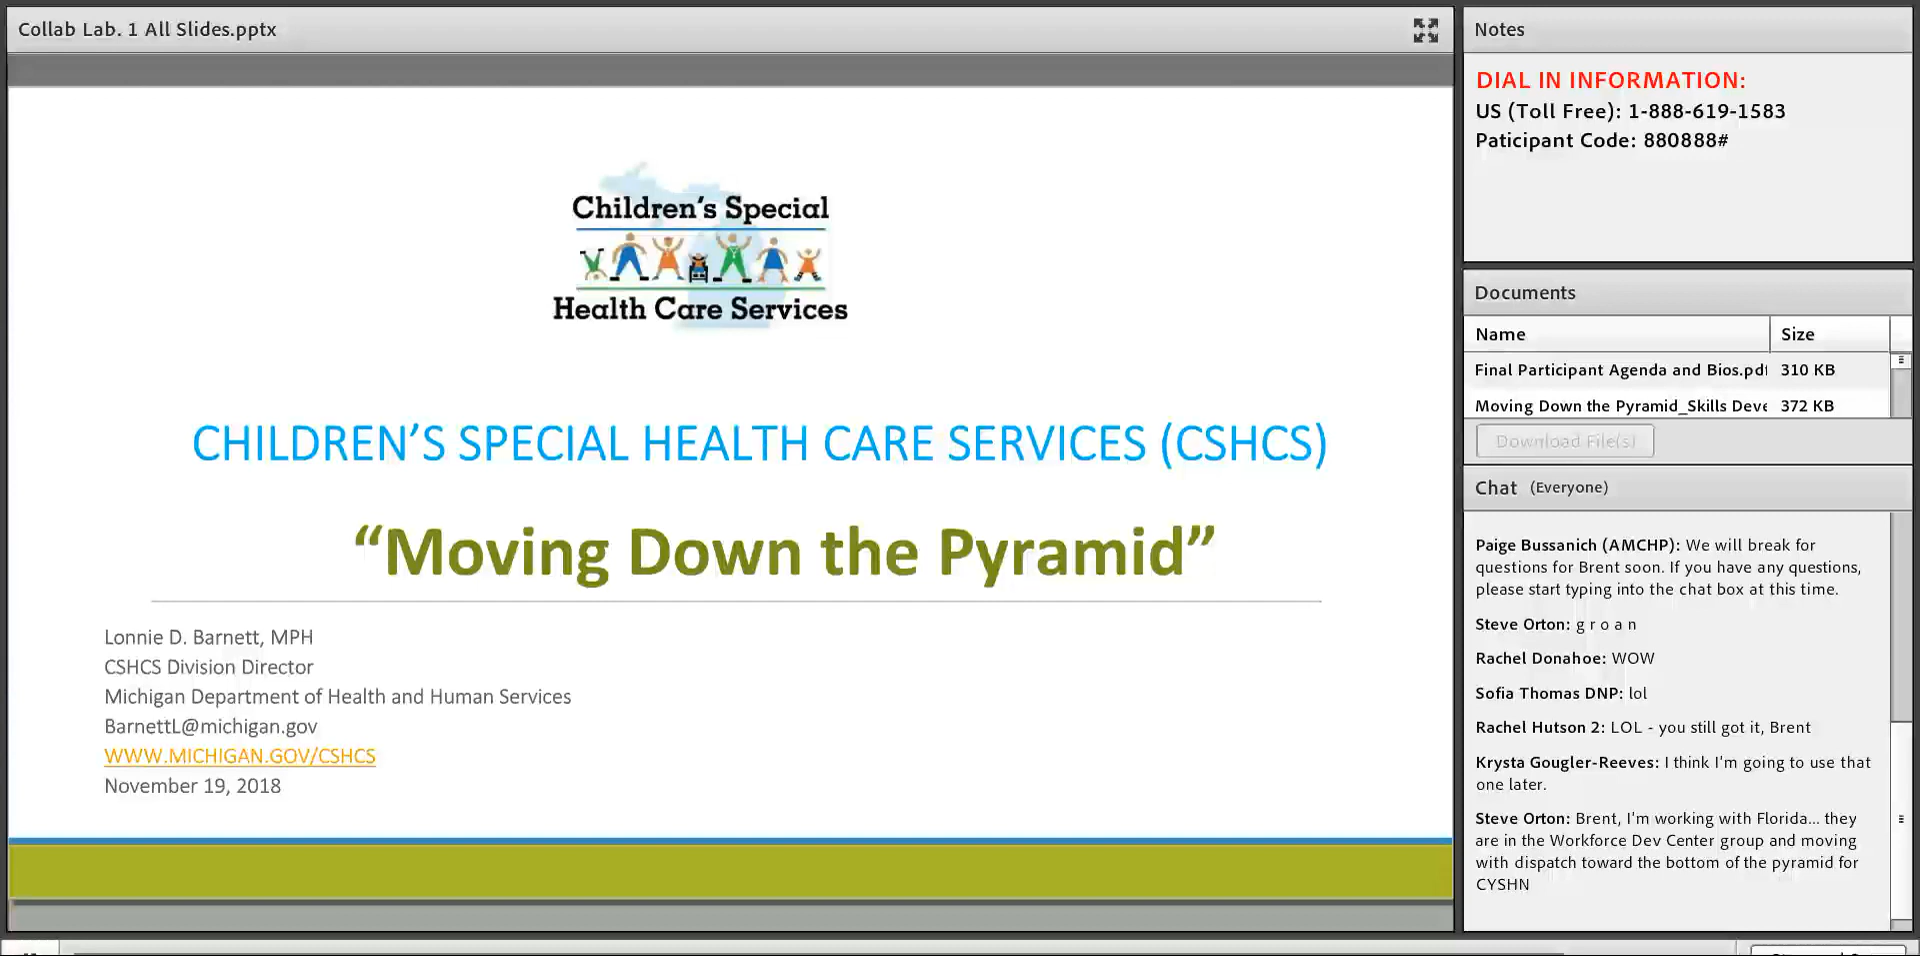 Collab Lab. 1 All Slides.pptx
Children's Special
Health Care Services
CHILDREN'S SPECIAL HEALTH CARE SERVICES (CSHCS)
“Moving Down the Pyramid”
Lonnie D. Barnett, MPH
CSHCS Division Director
Michigan Department of Health and Human Services
BarnettL@michigan.gov
WWW.MICHIGAN.GOV/CSHCS
November 19, 2018
Notes
DIAL IN INFORMATION:
US (Toll Free): 1-888-619-1583
Paticipant Code: 880888#
Documents
Name Size
Final Participant Agenda and Bios.pdf 310 KB
Moving Down the Pyramid_Skills Deve 372 KB
Download File(s)
Chat (Everyone)
Paige Bussanich (AMCHP): We will break for
questions for Brent soon. If you have any questions,
please start typing into the chat box at this time.
Steve Orton: g r o a n
Rachel Donahoe: WOW
Sofia Thomas DNP: lol
Rachel Hutson 2: LOL - you still got it, Brent
Krysta Gougler-Reeves: I think I'm going to use that
one later.
Steve Orton: Brent, I'm working with Florida... they
are in the Workforce Dev Center group and moving
with dispatch toward the bottom of the pyramid for
CYSHN